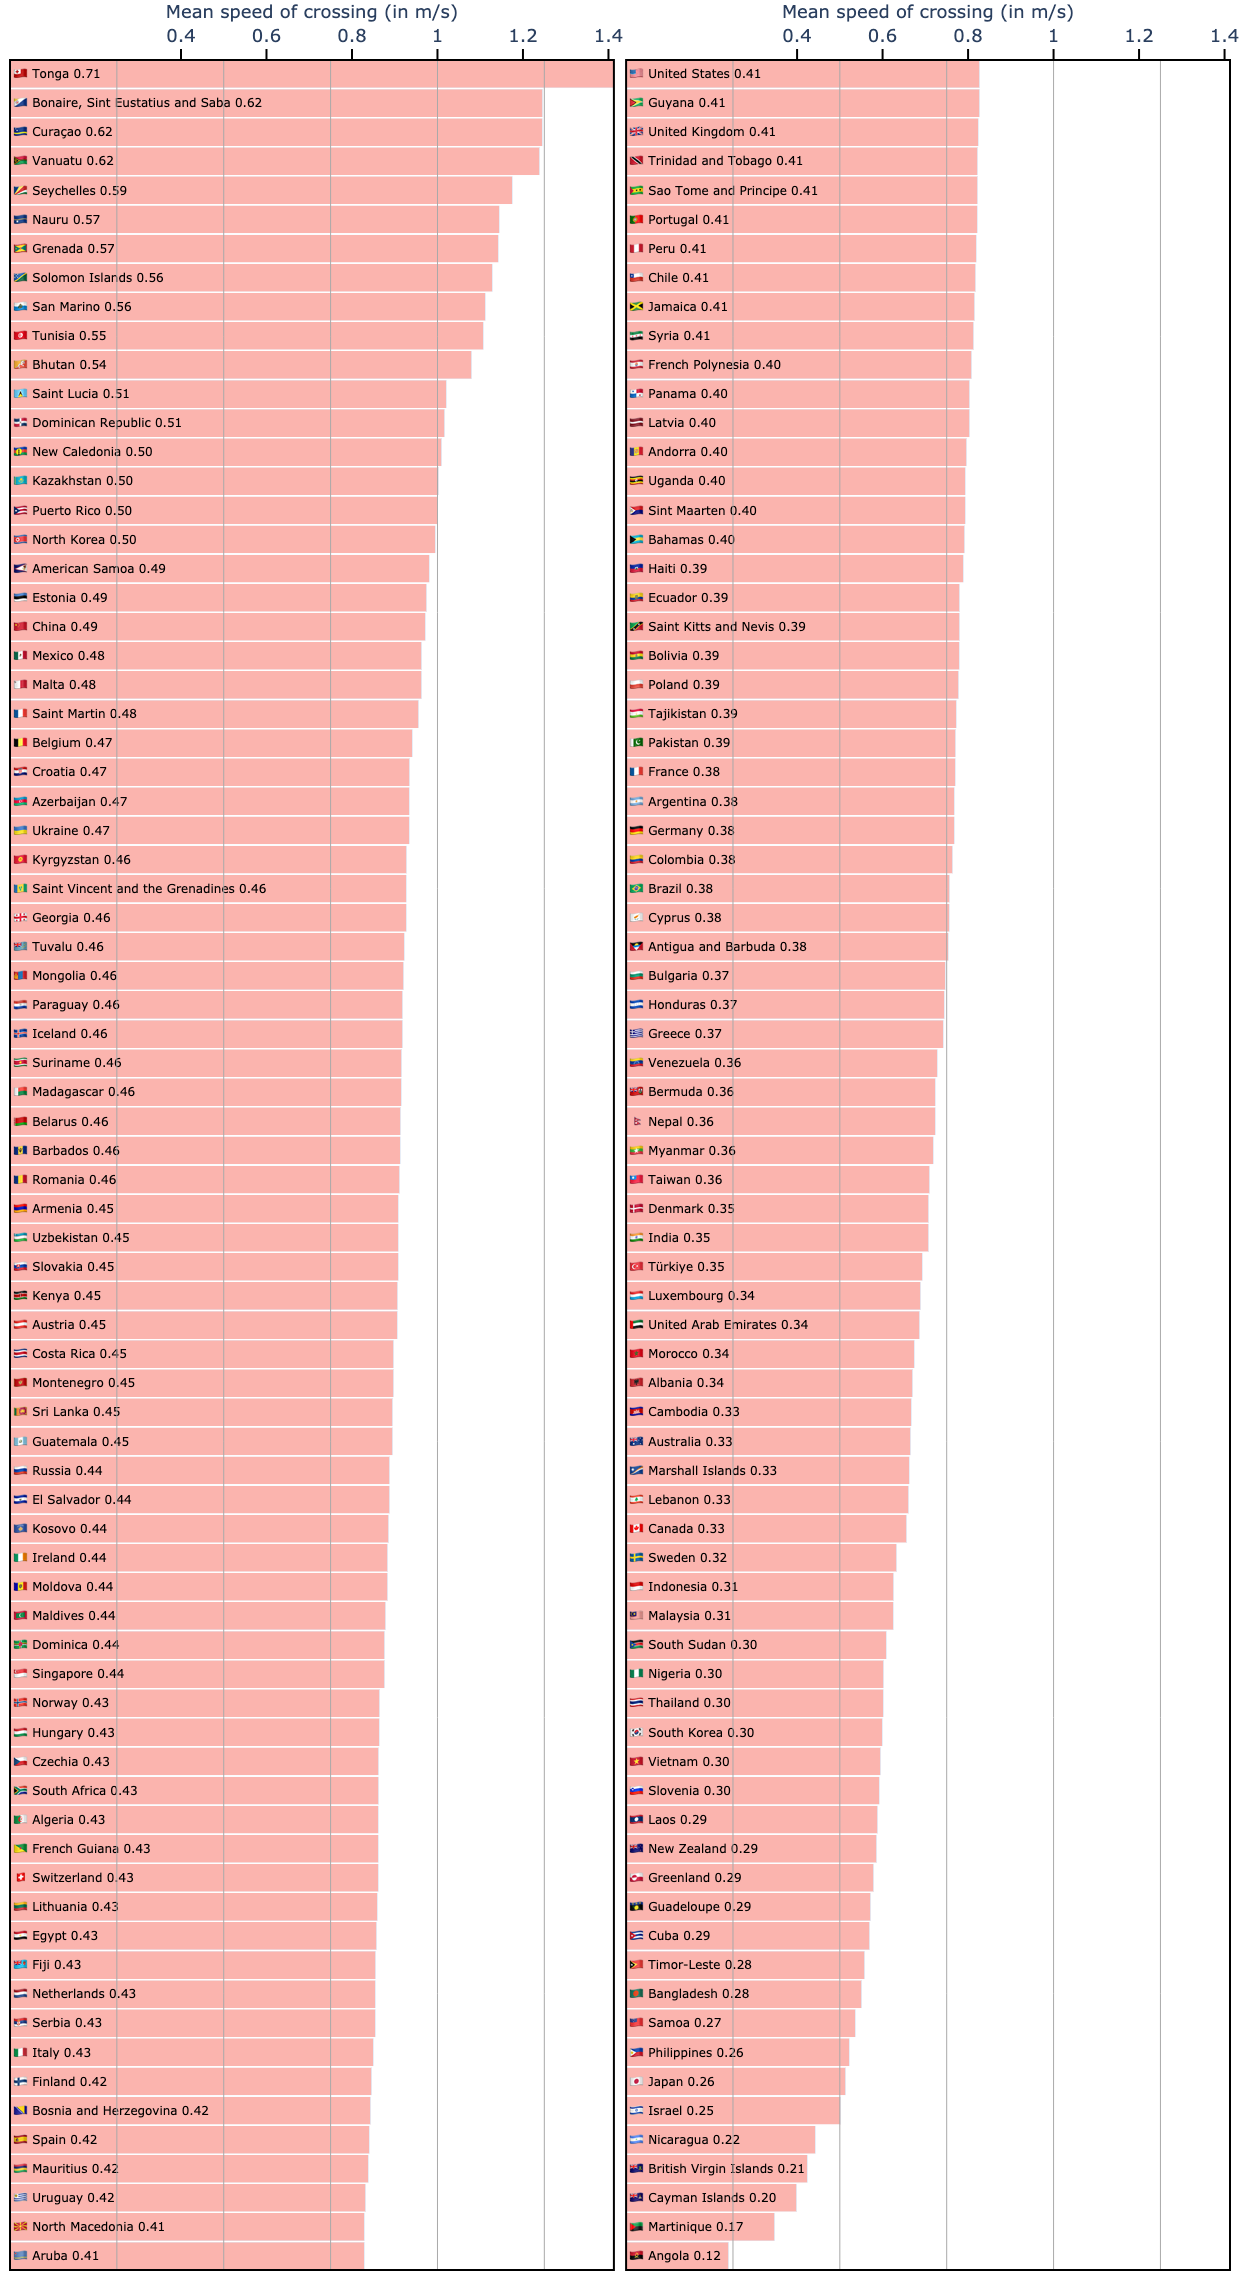 Mean speed of crossing (in m/s)
0.4 0.6 0.8 1 1.2 1.4
Tonga 0.71
Bonaire, Sint Eustatius and Saba 0.62
Curaçao 0.62
Vanuatu 0.62
Seychelles 0.59
Nauru 0.57
Grenada 0.57
Solomon Islands 0.56
San Marino 0.56
Tunisia 0.55
Bhutan 0.54
Saint Lucia 0.51
Dominican Republic 0.51
New Caledonia 0.50
Kazakhstan 0.50
Puerto Rico 0.50
North Korea 0.50
American Samoa 0.49
Estonia 0.49
China 0.49
Mexico 0.48
Malta 0.48
Saint Martin 0.48
Belgium 0.47
Croatia 0.47
Azerbaijan 0.47
Ukraine 0.47
Kyrgyzstan 0.46
Saint Vincent and the Grenadines 0.46
Georgia 0.46
Tuvalu 0.46
Mongolia 0.46
Paraguay 0.46
Iceland 0.46
Suriname 0.46
Madagascar 0.46
Belarus 0.46
Barbados 0.46
Romania 0.46
Armenia 0.45
Uzbekistan 0.45
Slovakia 0.45
Kenya 0.45
Austria 0.45
Costa Rica 0.45
Montenegro 0.45
Sri Lanka 0.45
Guatemala 0.45
Russia 0.44
El Salvador 0.44
Kosovo 0.44
Ireland 0.44
Moldova 0.44
Maldives 0.44
Dominica 0.44
Singapore 0.44
Norway 0.43
Hungary 0.43
Czechia 0.43
South Africa 0.43
Algeria 0.43
French Guiana 0.43
Switzerland 0.43
Lithuania 0.43
Egypt 0.43
Fiji 0.43
Netherlands 0.43
Serbia 0.43
Italy 0.43
Finland 0.42
Bosnia and Herzegovina 0.42
Spain 0.42
Mauritius 0.42
Uruguay 0.42
North Macedonia 0.41
Aruba 0.41
Mean speed of crossing (in m/s)
0.4 0.6 0.8 1 1.2 1.4
United States 0.41
Guyana 0.41
United Kingdom 0.41
Trinidad and Tobago 0.41
Sao Tome and Principe 0.41
Portugal 0.41
Peru 0.41
Chile 0.41
Jamaica 0.41
Syria 0.41
French Polynesia 0.40
Panama 0.40
Latvia 0.40
Andorra 0.40
Uganda 0.40
Sint Maarten 0.40
Bahamas 0.40
Haiti 0.39
Ecuador 0.39
Saint Kitts and Nevis 0.39
Bolivia 0.39
Poland 0.39
Tajikistan 0.39
Pakistan 0.39
France 0.38
Argentina 0.38
Germany 0.38
Colombia 0.38
Brazil 0.38
Cyprus 0.38
Antigua and Barbuda 0.38
Bulgaria 0.37
Honduras 0.37
Greece 0.37
Venezuela 0.36
Bermuda 0.36
Nepal 0.36
Myanmar 0.36
Taiwan 0.36
Denmark 0.35
India 0.35
Türkiye 0.35
Luxembourg 0.34
United Arab Emirates 0.34
Morocco 0.34
Albania 0.34
Cambodia 0.33
Australia 0.33
Marshall Islands 0.33
Lebanon 0.33
Canada 0.33
Sweden 0.32
Indonesia 0.31
Malaysia 0.31
South Sudan 0.30
Nigeria 0.30
Thailand 0.30
South Korea 0.30
Vietnam 0.30
Slovenia 0.30
Laos 0.29
New Zealand 0.29
Greenland 0.29
Guadeloupe 0.29
Cuba 0.29
Timor-Leste 0.28
Bangladesh 0.28
Samoa 0.27
Philippines 0.26
Japan 0.26
Israel 0.25
Nicaragua 0.22
British Virgin Islands 0.21
Cayman Islands 0.20
Martinique 0.17
Angola 0.12